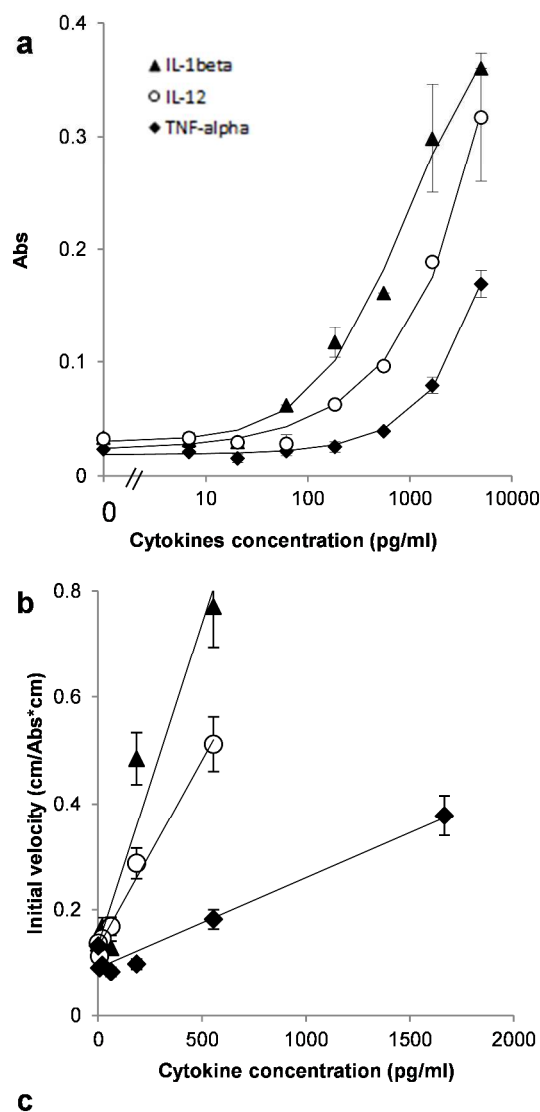 a
0.4
0.3
0.2
0.1
0
Abs
IL-1beta
IL-12
TNF-alpha
0
10
100
1000
10000
Cytokines concentration (pg/ml)
b
0.8
0.6
0.4
0.2
0
Initial velocity (cm/Abs*cm)
0
500
1000
1500
2000
Cytokine concentration (pg/ml)
c